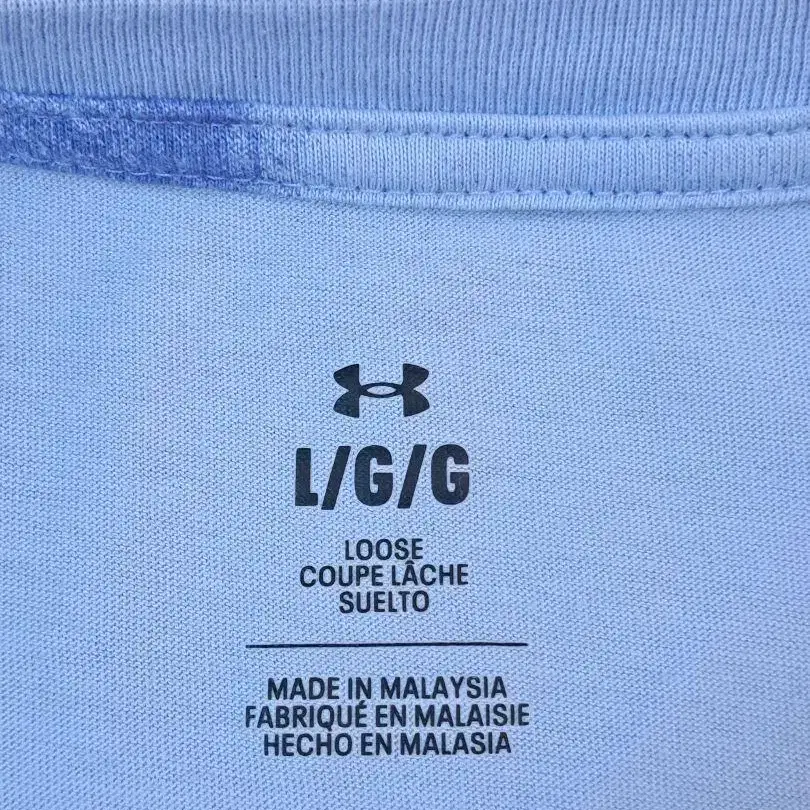 L/G/G
LOOSE
COUPE LÂCHE
SUELTO
MADE IN MALAYSIA
FABRIQUÉ EN MALAISIE
HECHO EN MALASIA